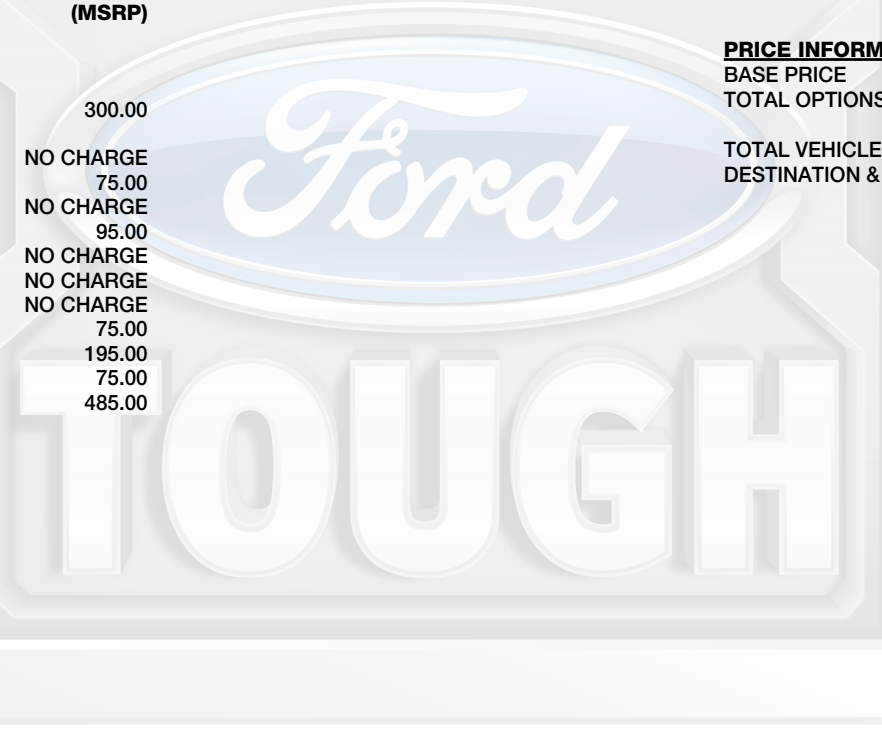 (MSRP)
300.00
NO CHARGE
75.00
NO CHARGE
95.00
NO CHARGE
NO CHARGE
NO CHARGE
75.00
195.00
75.00
485.00
PRICE INFORM
BASE PRICE
TOTAL OPTIONS
TOTAL VEHICLE
DESTINATION &
Ford
TOUGH